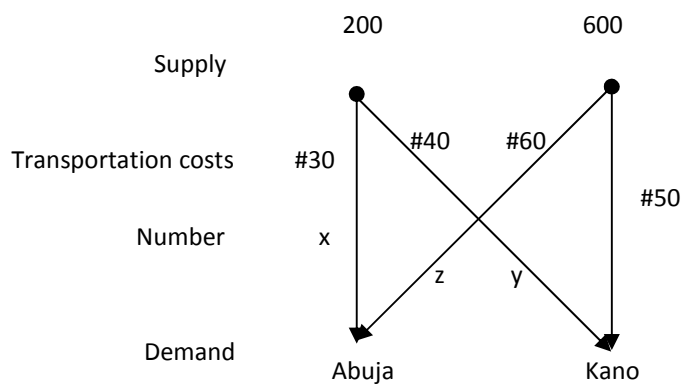 200 600
Supply
Transportation costs #30 #40 #60 #50
Number x
z y
Demand
Abuja Kano